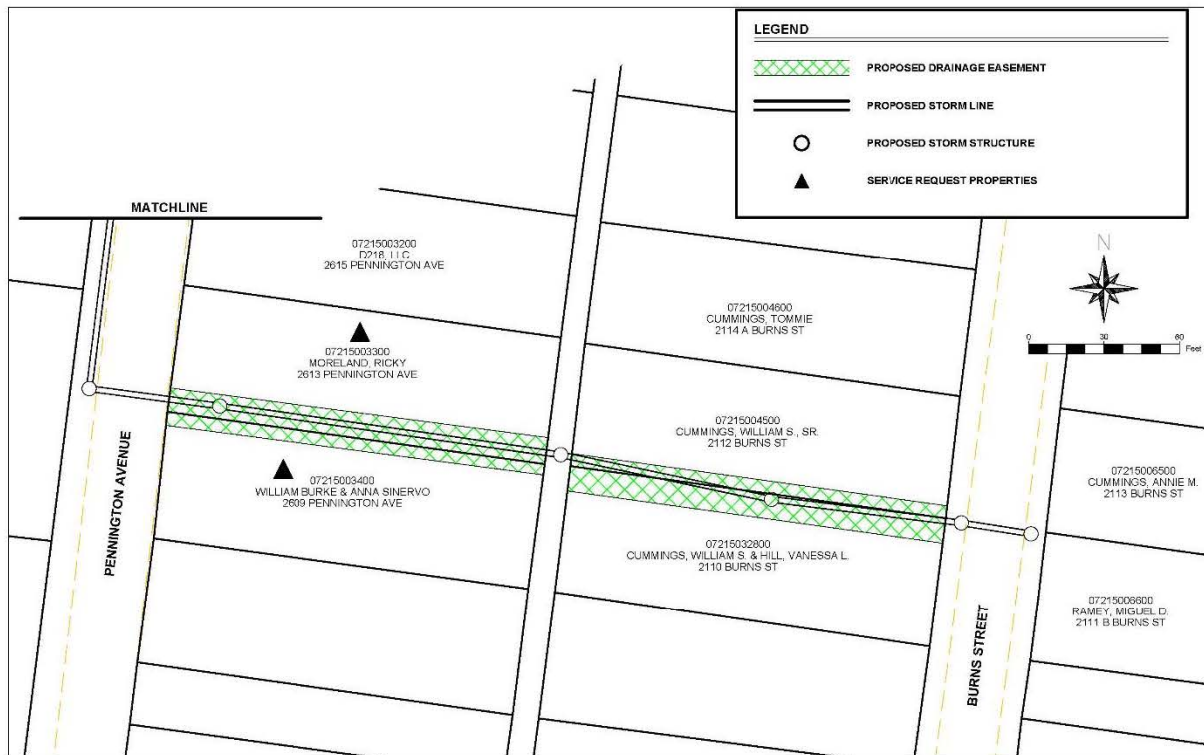 LEGEND
PROPOSED DRAINAGE EASEMENT
PROPOSED STORM LINE
PROPOSED STORM STRUCTURE
SERVICE REQUEST PROPERTIES
MATCHLINE
07215003200
D218, LLC
2615 PENNINGTON AVE
N
0 30 60
Feet
07215004600
CUMMINGS, TOMMIE
2114 A BURNS ST
07215003300
MORELAND, RICKY
2613 PENNINGTON AVE
07215004500
CUMMINGS, WILLIAM S., SR.
2112 BURNS ST
07215006500
CUMMINGS, ANNIE M.
2113 BURNS ST
07215003400
WILLIAM BURKE & ANNA SINERVO
2609 PENNINGTON AVE
07215032800
CUMMINGS, WILLIAM S. & HILL, VANESSA L.
2110 BURNS ST
07215006600
RAMEY, MIGUEL D.
2111 B BURNS ST
PENNINGTON AVENUE
BURNS STREET